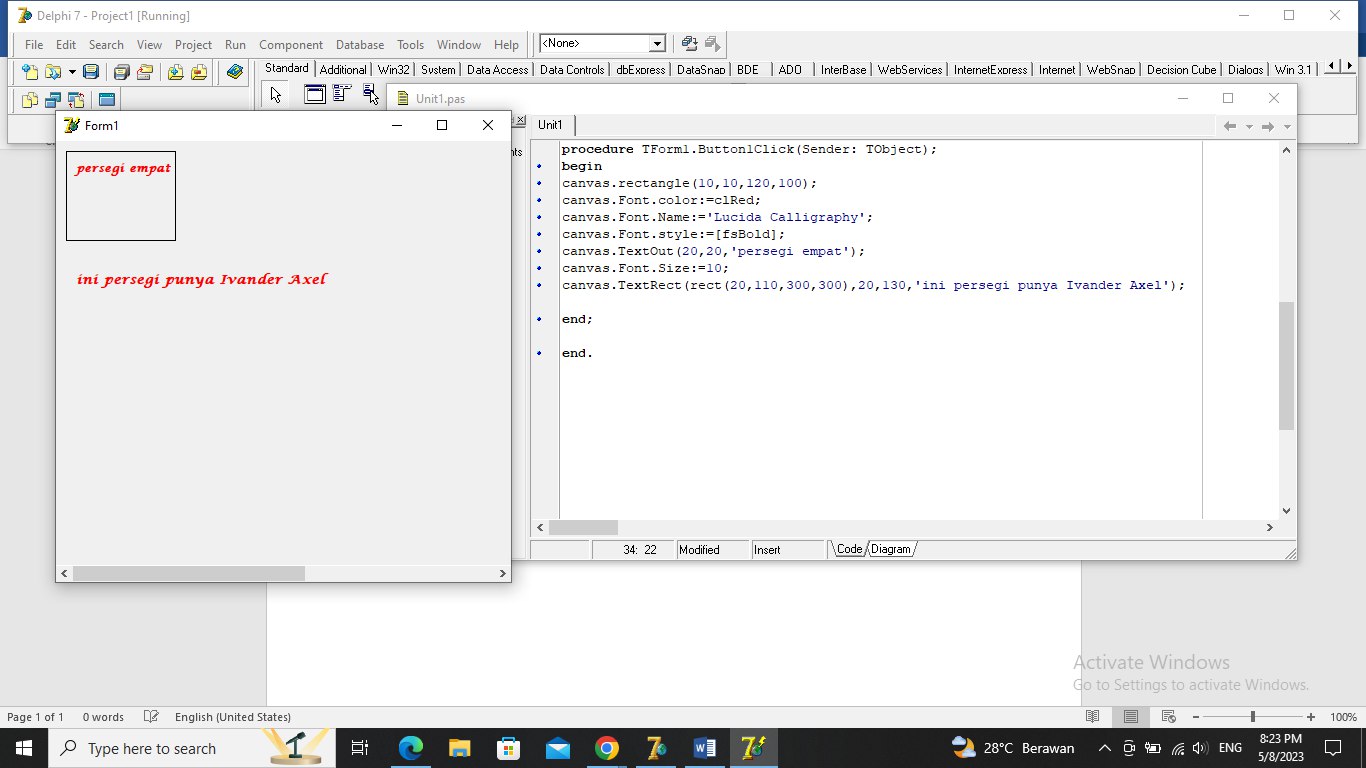 Delphi 7 - Project1 [Running]
File Edit Search View Project Run Component Database Tools Window Help <None>
Standard Additional Win32 System Data Access Data Controls dbExpress DataSnap BDE ADO InterBase WebServices InternetExpress Internet WebSnap Decision Cube Dialogs Win 3.1
Unit1.pas
Form1
Unit1
persegi empat
ini persegi punya Ivander Axel
procedure TForm1.Button1Click(Sender: TObject);
begin
canvas.rectangle(10,10,120,100);
canvas.Font.color:=clRed;
canvas.Font.Name:='Lucida Calligraphy';
canvas.Font.style:=[fsBold];
canvas.TextOut(20,20,'persegi empat');
canvas.Font.Size:=10;
canvas.TextRect(rect(20,110,300,300),20,130,'ini persegi punya Ivander Axel');
end;
end.
34: 22 Modified Insert Code Diagram
Activate Windows
Go to Settings to activate Windows.
Page 1 of 1 0 words English (United States) 100%
Type here to search 28°C Berawan ENG 8:23 PM
5/8/2023